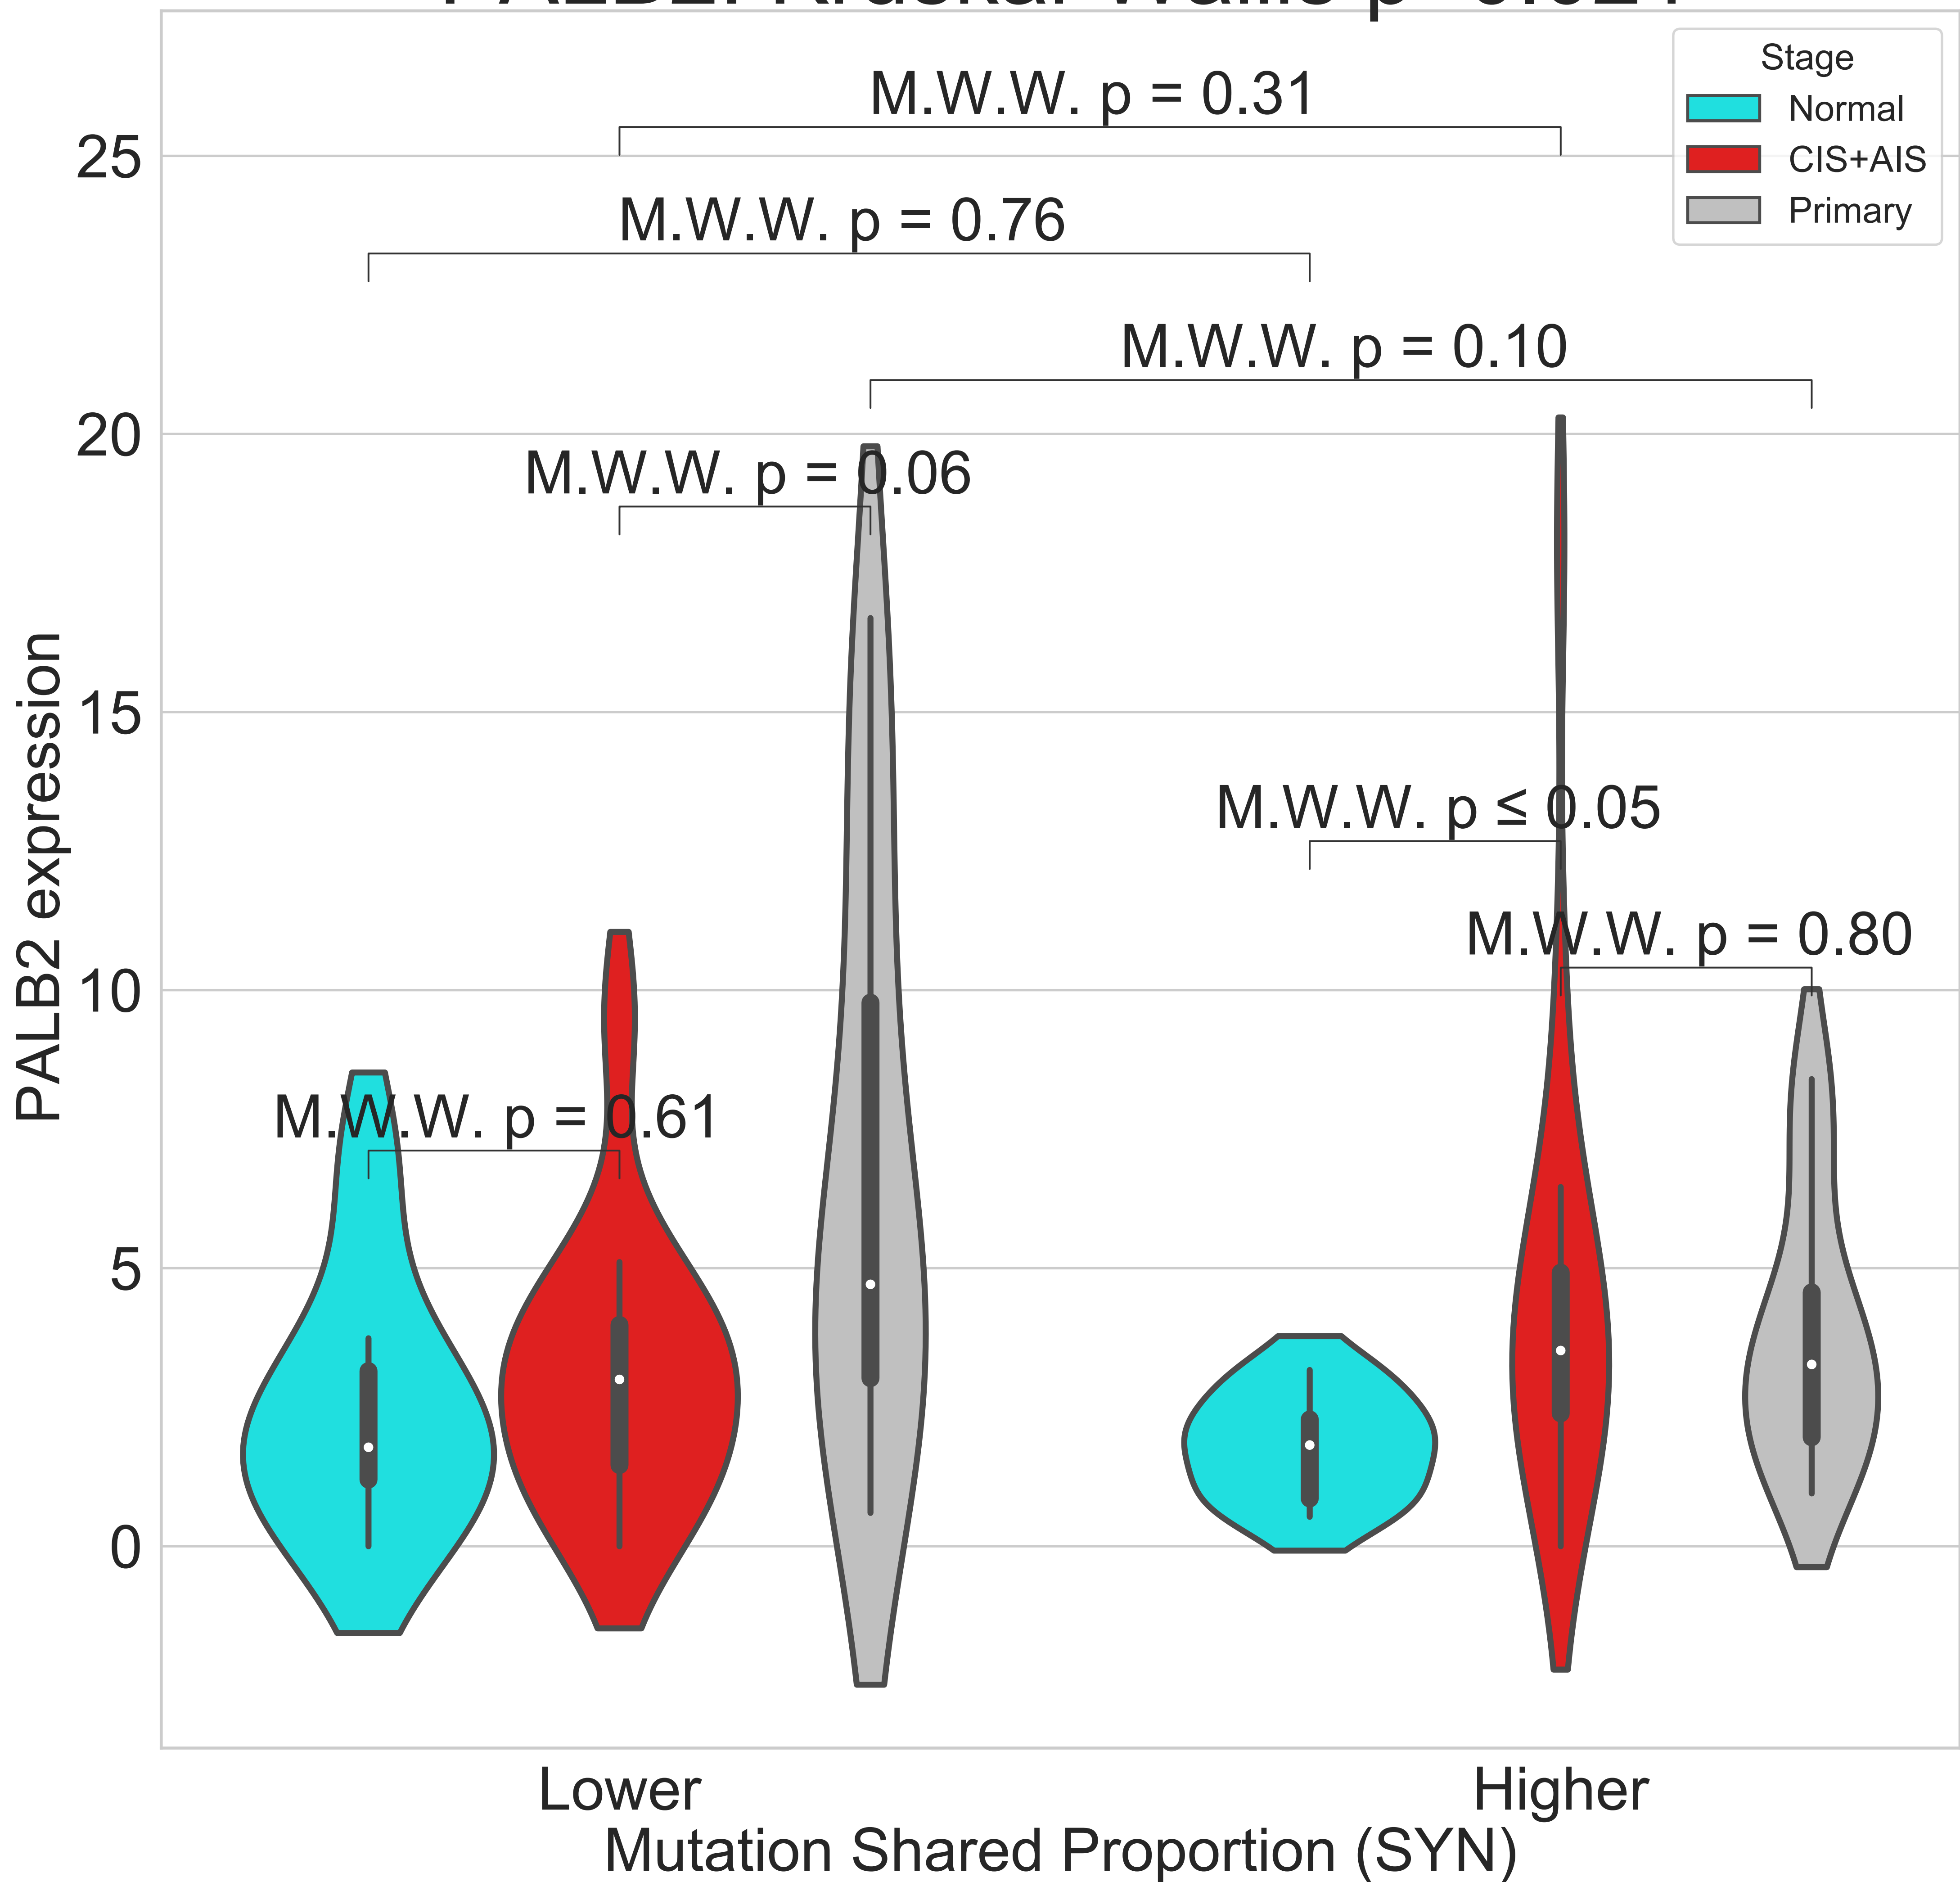 Stage
Normal
CIS+AIS
Primary
M.W.W. p = 0.31
M.W.W. p = 0.76
M.W.W. p = 0.10
M.W.W. p = 0.06
M.W.W. p ≤ 0.05
M.W.W. p = 0.80
M.W.W. p = 0.61
PALB2 expression
25
20
15
10
5
0
Lower
Higher
Mutation Shared Proportion (SYN)